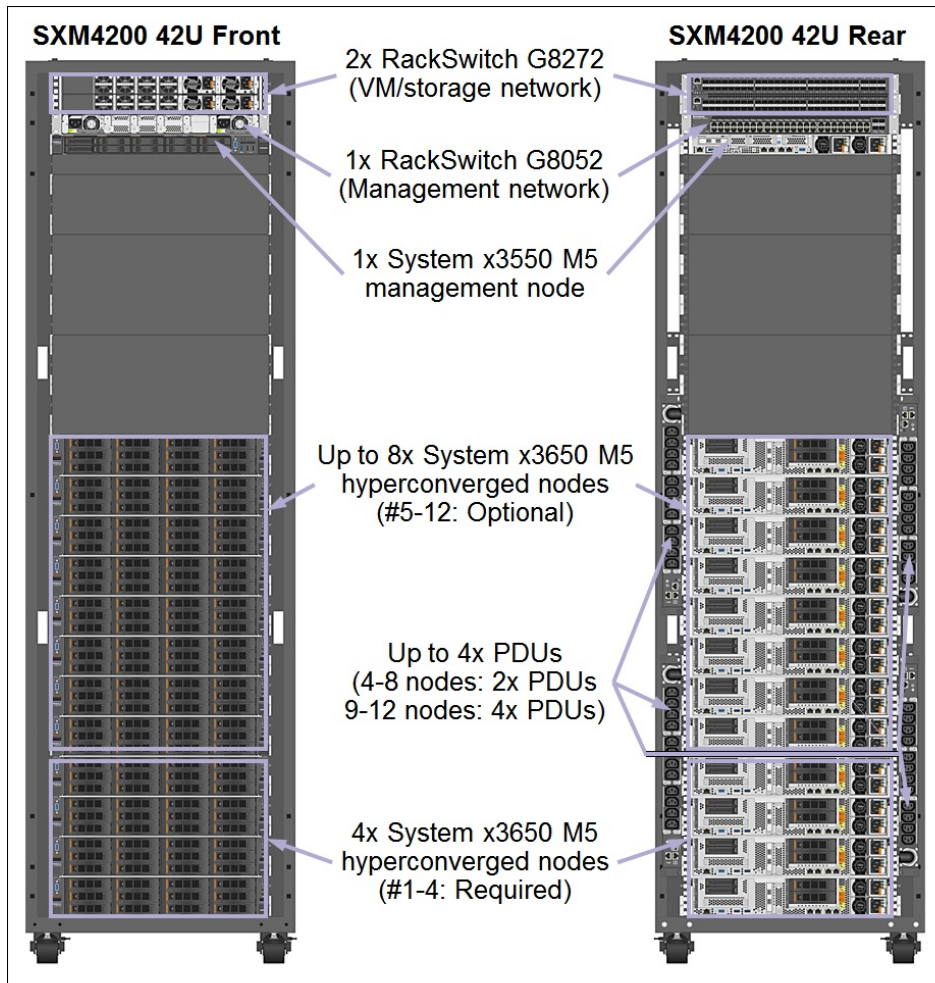 SXM4200 42U Front
SXM4200 42U Rear
2x RackSwitch G8272
(VM/storage network)
1x RackSwitch G8052
(Management network)
1x System x3550 M5
management node
Up to 8x System x3650 M5
hyperconverged nodes
(#5-12: Optional)
Up to 4x PDUs
(4-8 nodes: 2x PDUs
9-12 nodes: 4x PDUs)
4x System x3650 M5
hyperconverged nodes
(#1-4: Required)